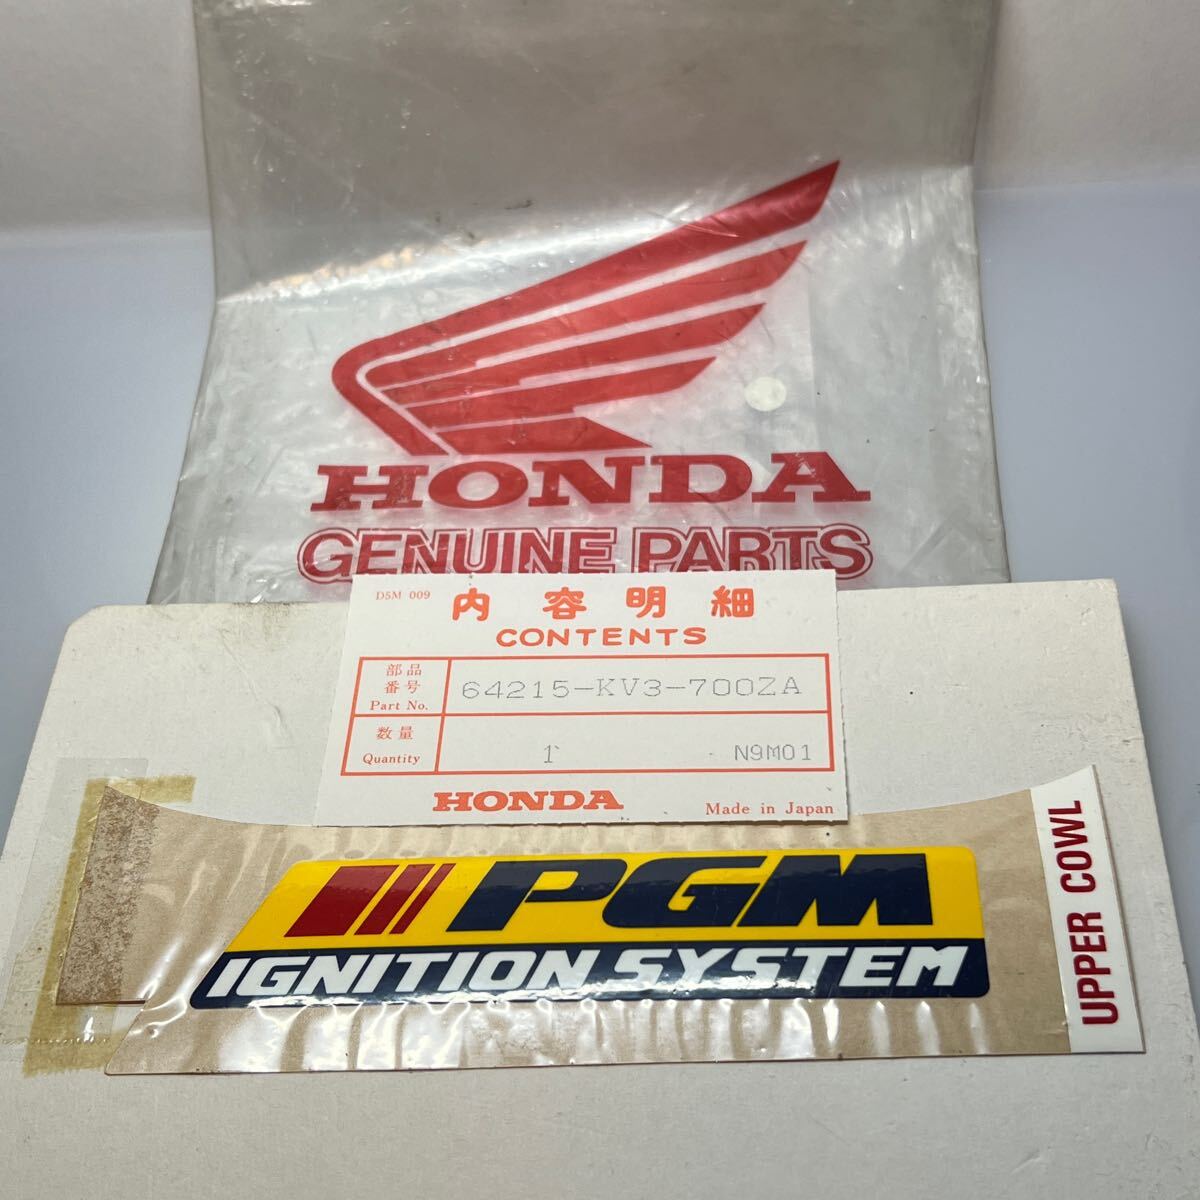 HONDA
GENUINE PARTS
D5M 009
内容明細
CONTENTS
部品
番号
Part No.
64215-KV3-700ZA
数量
Quantity
1
N9M01
HONDA
Made in Japan
PGM
IGNITION SYSTEM
UPPER COWL